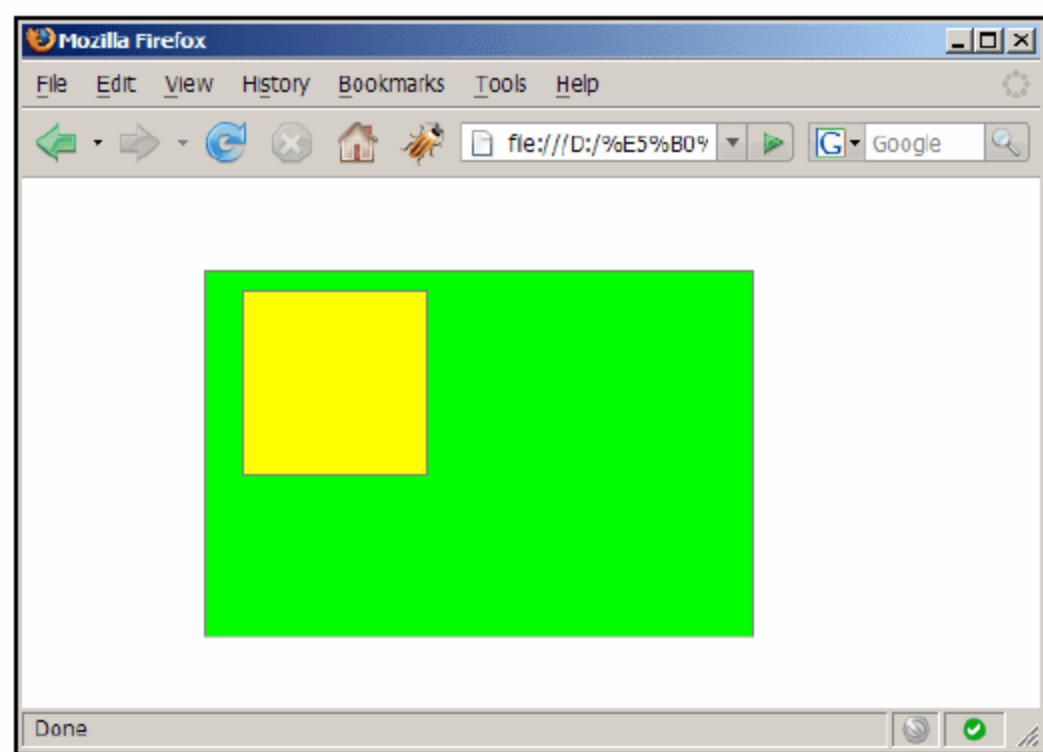 Mozilla Firefox
File Edit View History Bookmarks Tools Help
file:///D:/%E5%B0% G Google
Done